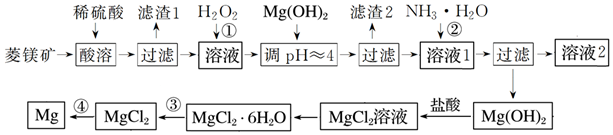 稀硫酸 滤渣1 H₂O₂ Mg(OH)₂ 滤渣2 NH₃·H₂O
① ②
菱镁矿 酸溶 过滤 溶液 调 pH≈4 过滤 溶液1 过滤 溶液2
④ ③ 盐酸
Mg MgCl₂ MgCl₂·6H₂O MgCl₂溶液 Mg(OH)₂